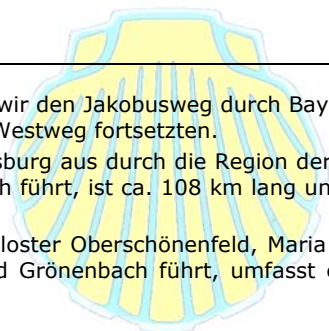 wir den Jakobusweg durch Bay
Westweg fortsetzten.
sburg aus durch die Region der
h führt, ist ca. 108 km lang un
loster Oberschönenfeld, Maria
d Grönenbach führt, umfasst